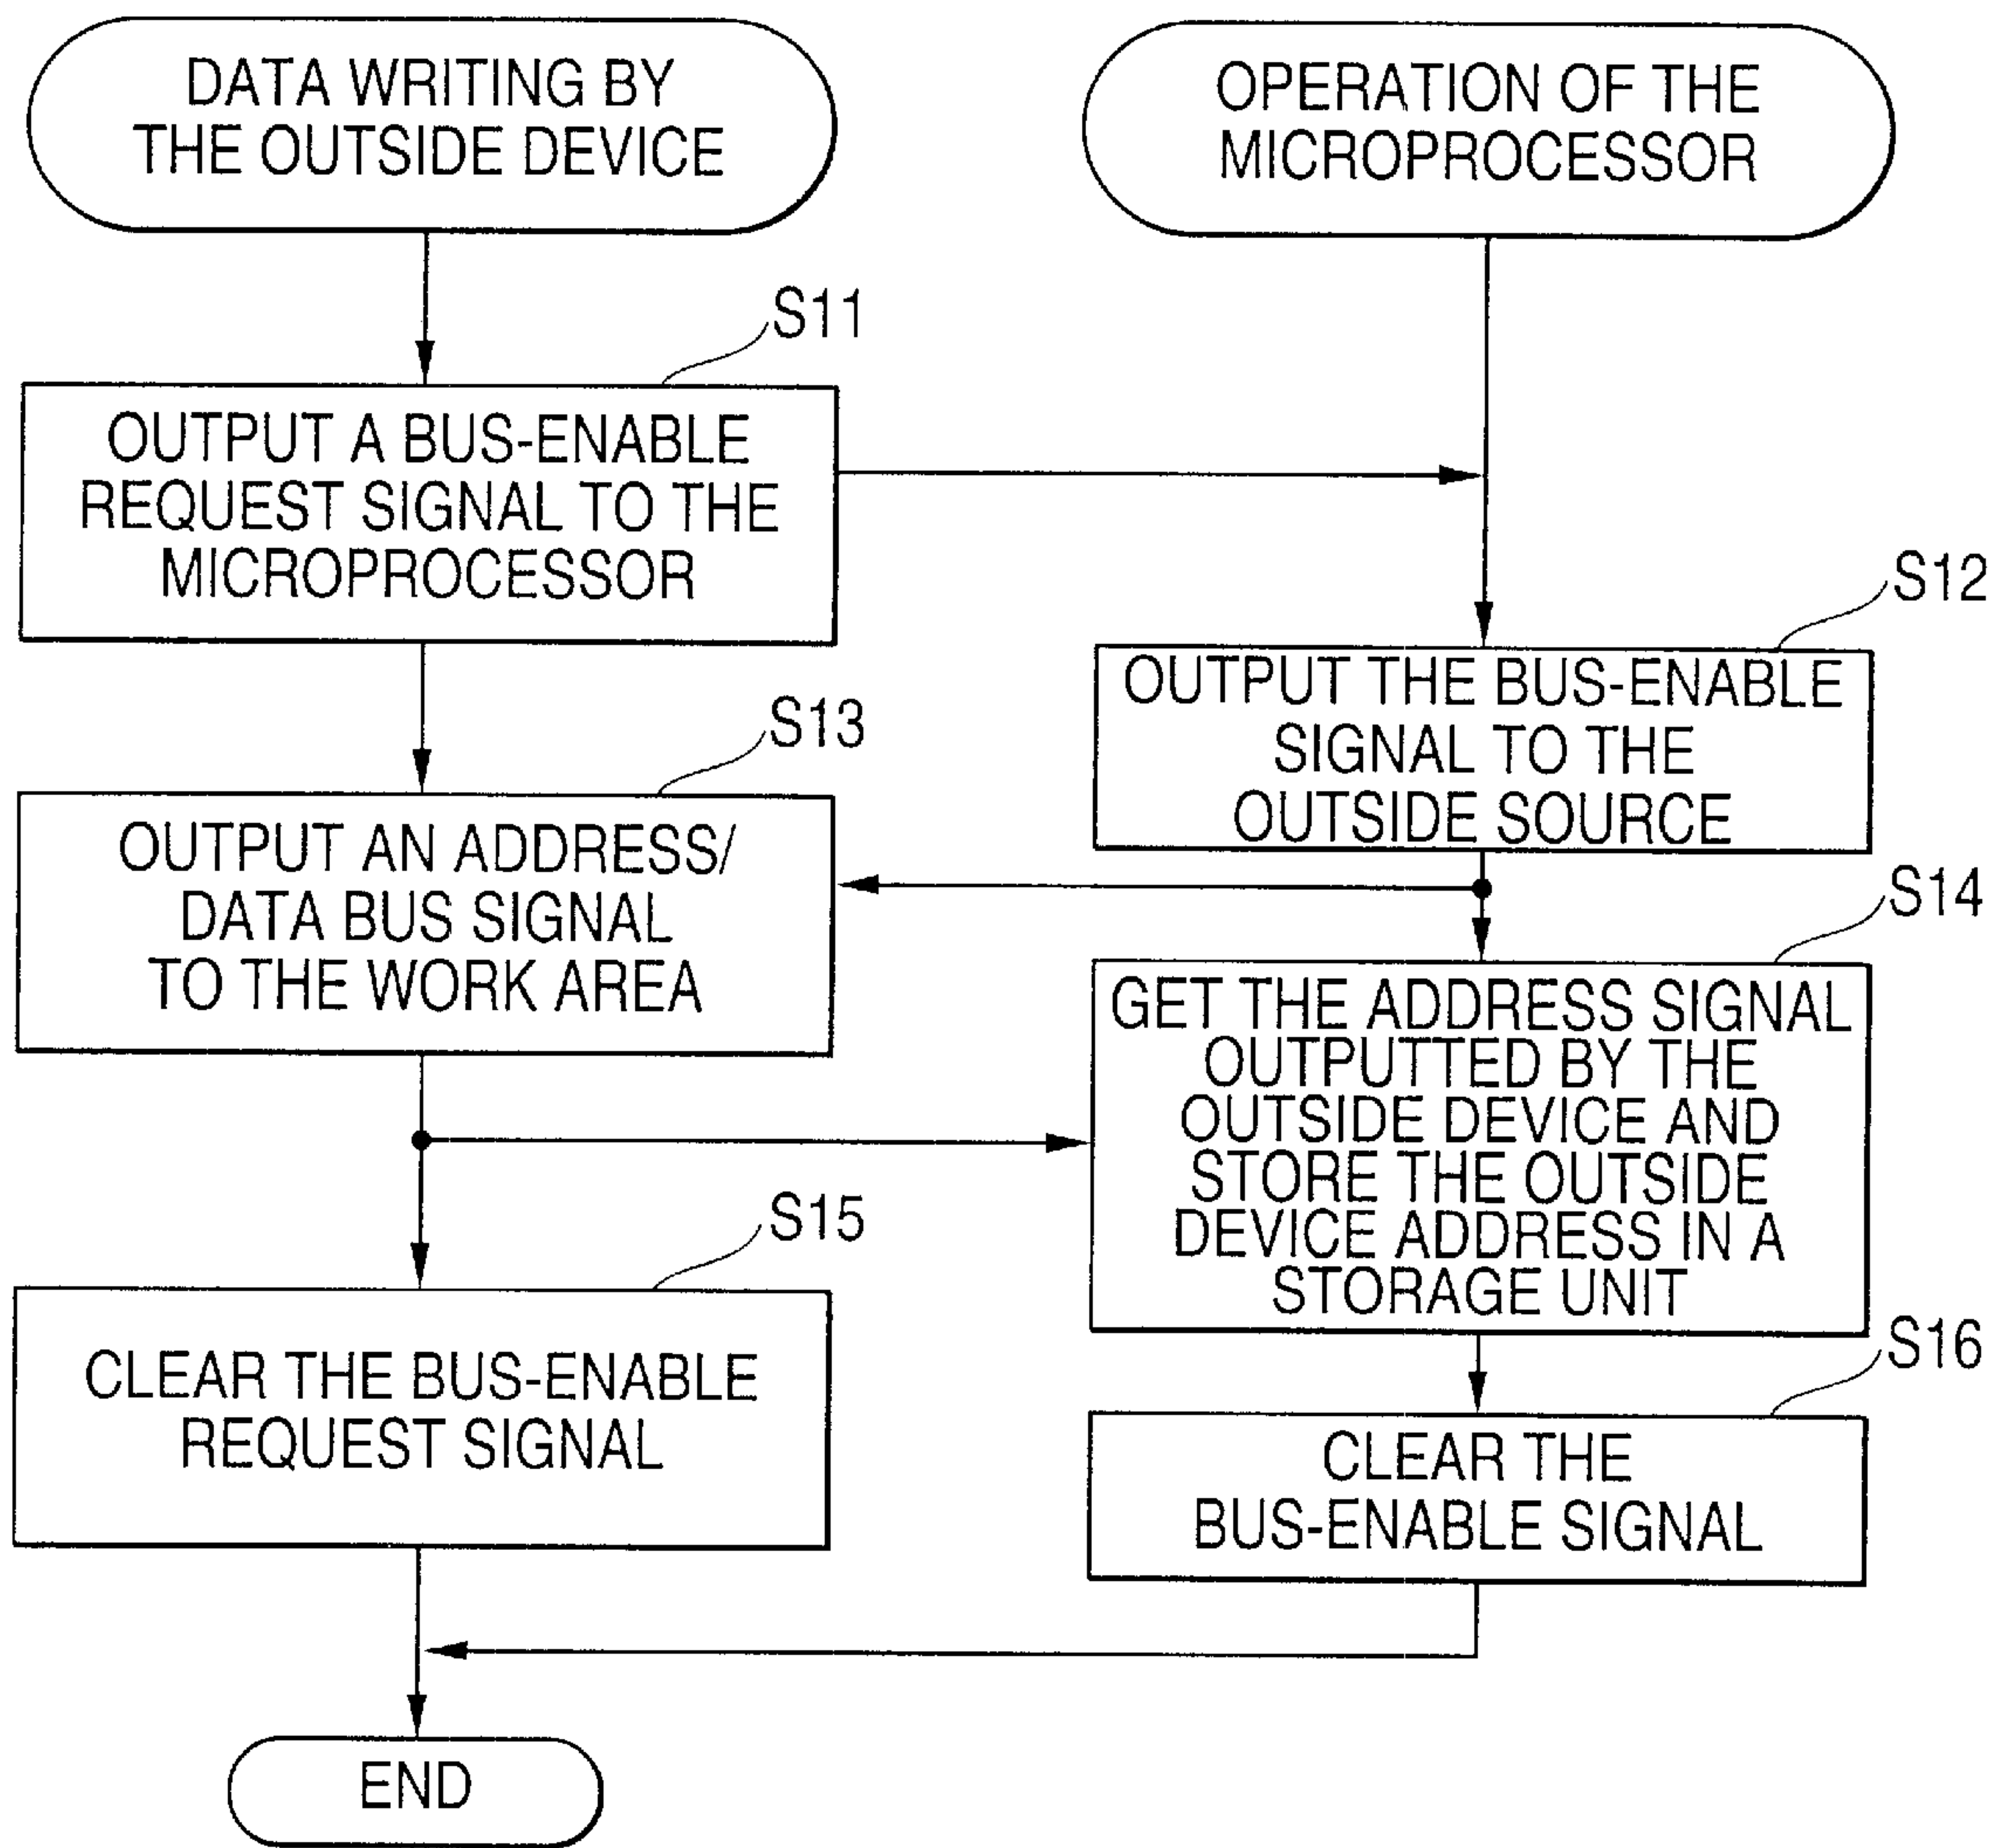 DATA WRITING BY
THE OUTSIDE DEVICE
OPERATION OF THE
MICROPROCESSOR
S11
OUTPUT A BUS-ENABLE
REQUEST SIGNAL TO THE
MICROPROCESSOR
S12
OUTPUT THE BUS-ENABLE
SIGNAL TO THE
OUTSIDE SOURCE
S13
OUTPUT AN ADDRESS/
DATA BUS SIGNAL
TO THE WORK AREA
S14
GET THE ADDRESS SIGNAL
OUTPUTTED BY THE
OUTSIDE DEVICE AND
STORE THE OUTSIDE
DEVICE ADDRESS IN A
STORAGE UNIT
S15
CLEAR THE BUS-ENABLE
REQUEST SIGNAL
S16
CLEAR THE
BUS-ENABLE SIGNAL
END